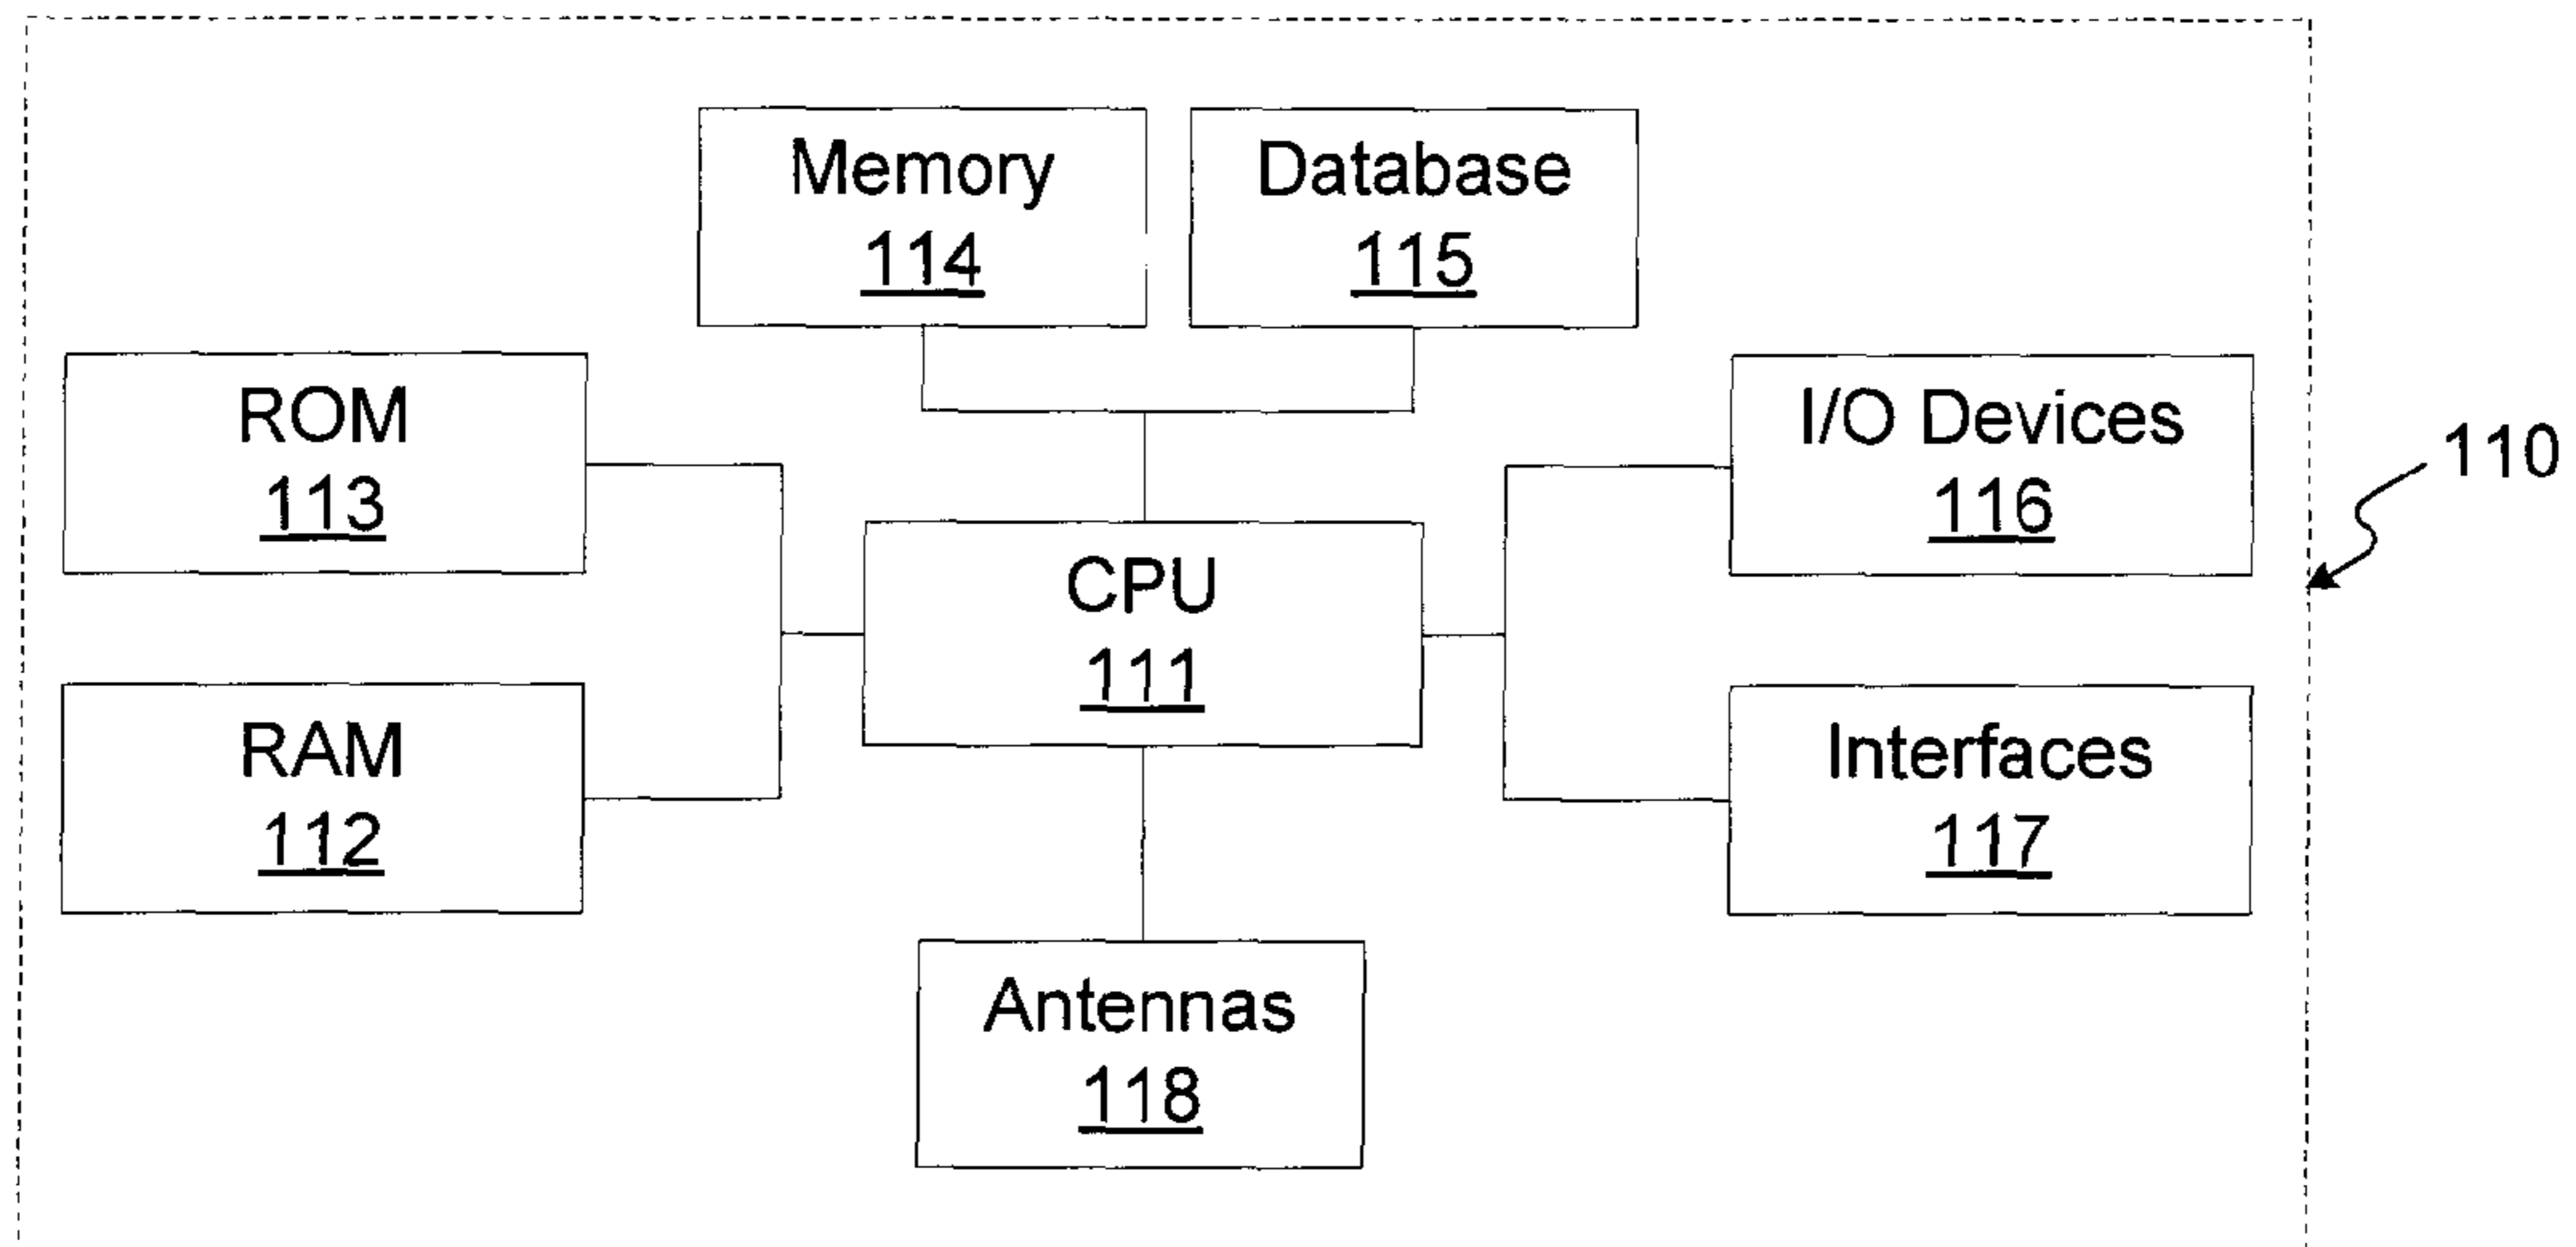 Memory
114
Database
115
ROM
113
I/O Devices
116
110
CPU
111
RAM
112
Interfaces
117
Antennas
118